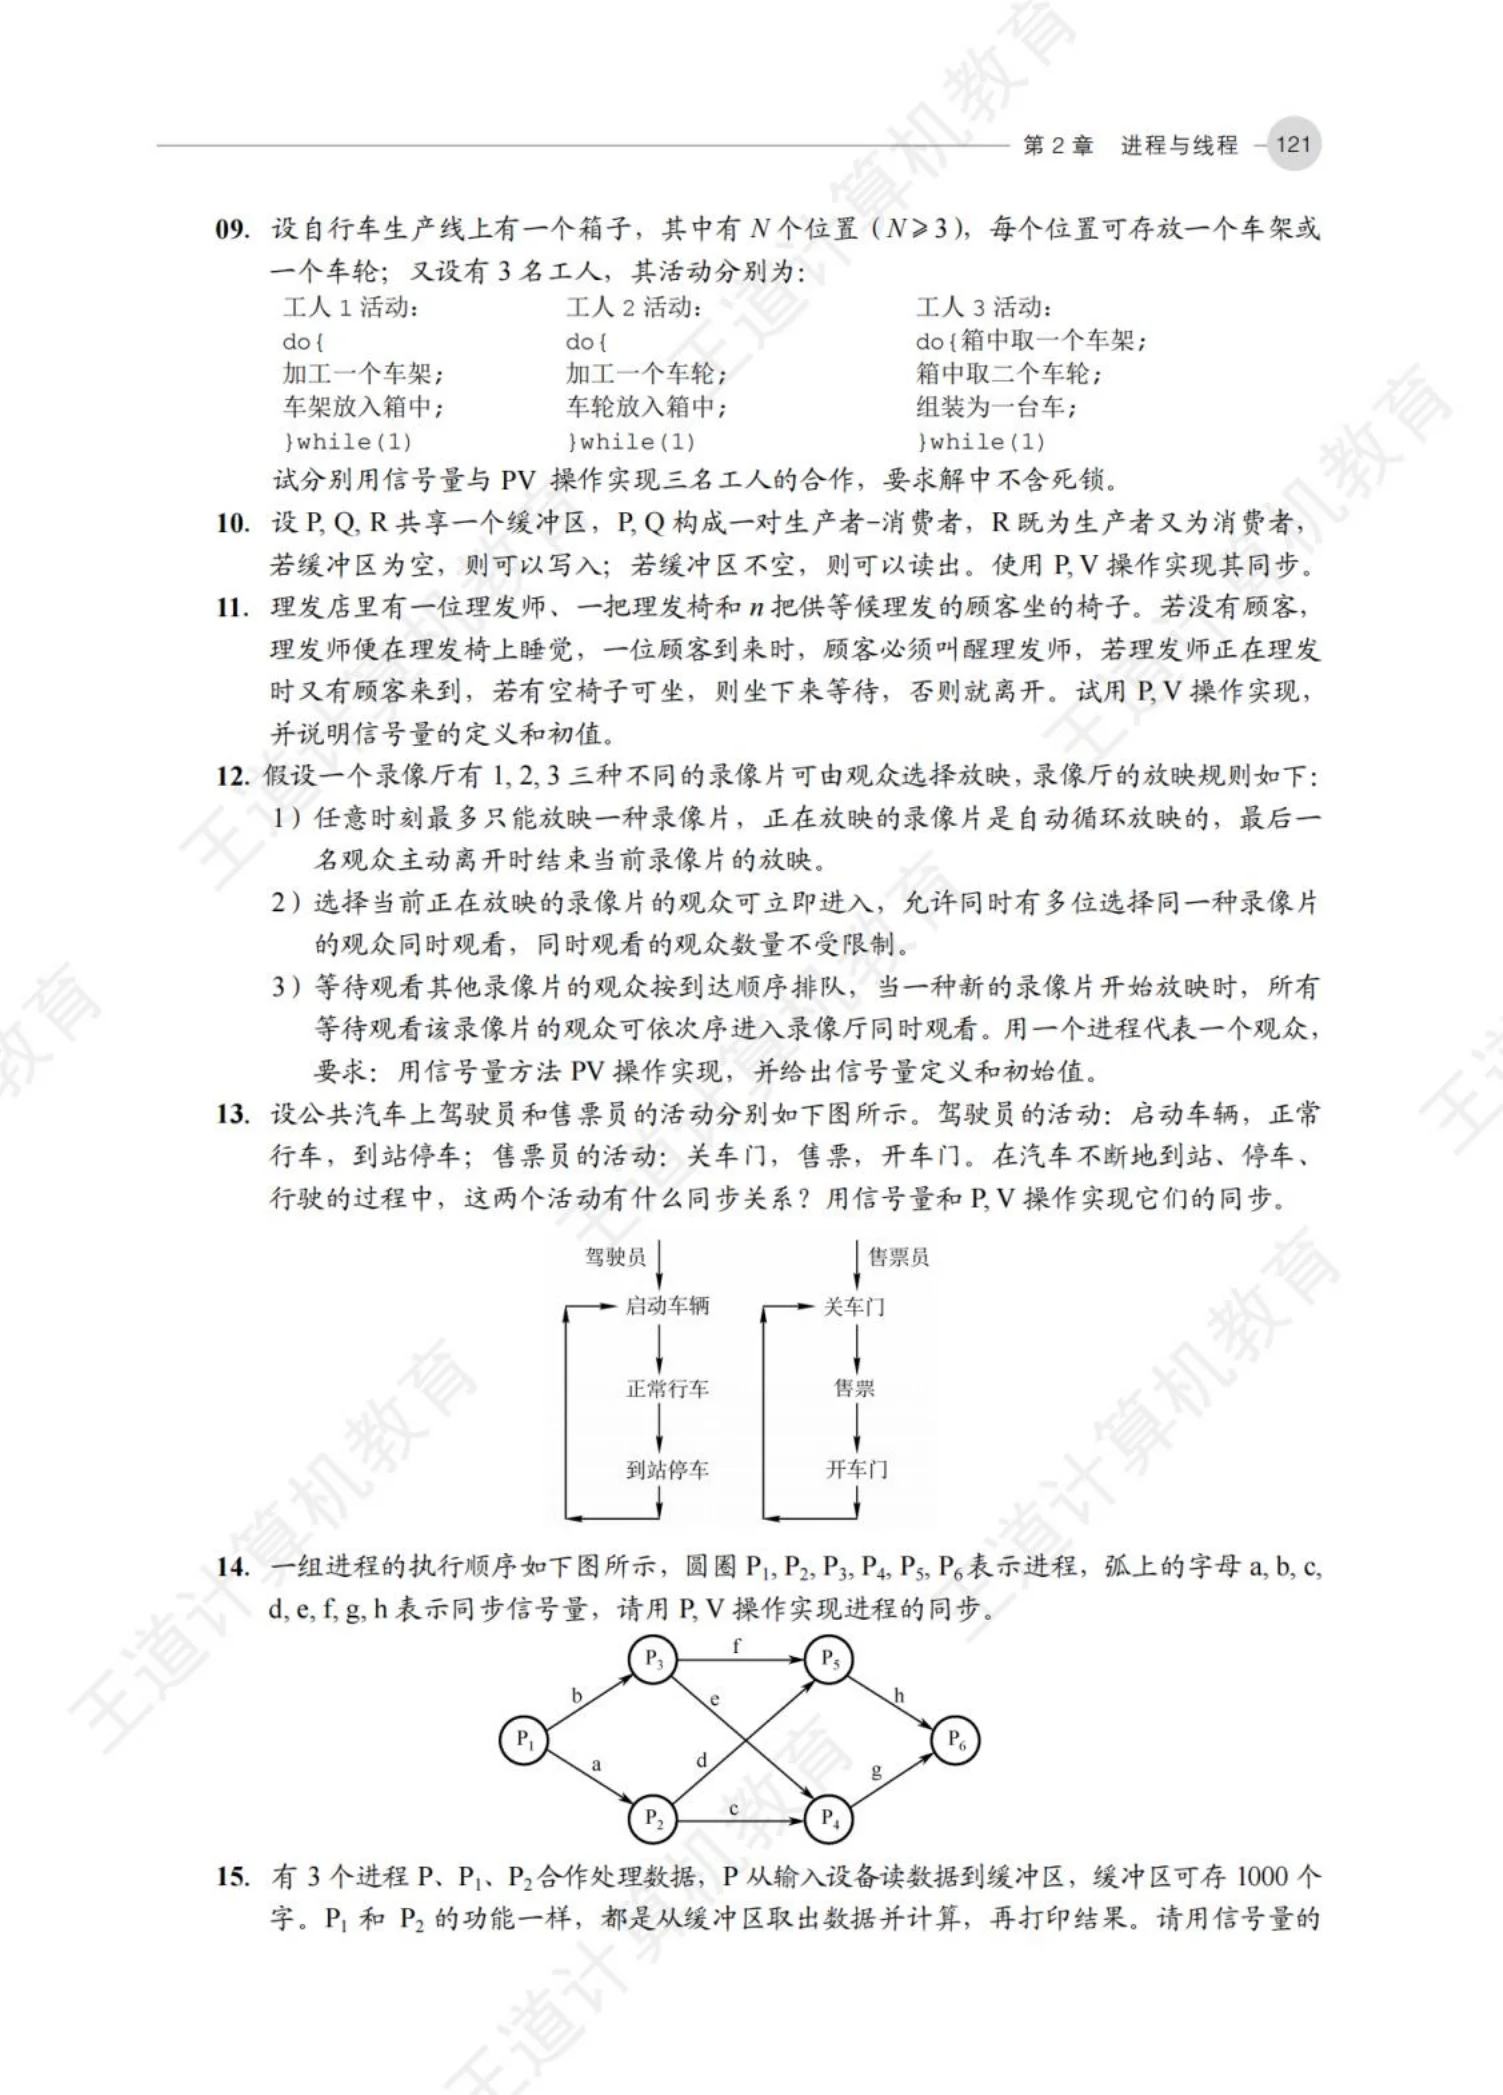 第 2 章 进程与线程 121
09. 设自行车生产线上有一个箱子，其中有 N 个位置（N≥3），每个位置可存放一个车架或
一个车轮；又设有 3 名工人，其活动分别为：
工人 1 活动： 工人 2 活动： 工人 3 活动：
do{ do{ do{箱中取一个车架；
加工一个车架； 加工一个车轮； 箱中取二个车轮；
车架放入箱中； 车轮放入箱中； 组装为一台车；
}while(1) }while(1) }while(1)
试分别用信号量与 PV 操作实现三名工人的合作，要求解中不含死锁。
10. 设 P, Q, R 共享一个缓冲区，P, Q 构成一对生产者-消费者，R 既为生产者又为消费者，
若缓冲区为空，则可以写入；若缓冲区不空，则可以读出。使用 P, V 操作实现其同步。
11. 理发店里有一位理发师、一把理发椅和 n 把供等候理发的顾客坐的椅子。若没有顾客，
理发师便在理发椅上睡觉，一位顾客到来时，顾客必须叫醒理发师，若理发师正在理发
时又有顾客来到，若有空椅子可坐，则坐下来等待，否则就离开。试用 P, V 操作实现，
并说明信号量的定义和初值。
12. 假设一个录像厅有 1, 2, 3 三种不同的录像片可由观众选择放映，录像厅的放映规则如下：
1）任意时刻最多只能放映一种录像片，正在放映的录像片是自动循环放映的，最后一
名观众主动离开时结束当前录像片的放映。
2）选择当前正在放映的录像片的观众可立即进入，允许同时有多位选择同一种录像片
的观众同时观看，同时观看的观众数量不受限制。
3）等待观看其他录像片的观众按到达顺序排队，当一种新的录像片开始放映时，所有
等待观看该录像片的观众可依次序进入录像厅同时观看。用一个进程代表一个观众，
要求：用信号量方法 PV 操作实现，并给出信号量定义和初始值。
13. 设公共汽车上驾驶员和售票员的活动分别如下图所示。驾驶员的活动：启动车辆，正常
行车，到站停车；售票员的活动：关车门，售票，开车门。在汽车不断地到站、停车、
行驶的过程中，这两个活动有什么同步关系？用信号量和 P, V 操作实现它们的同步。
驾驶员 售票员
启动车辆 关车门
正常行车 售票
到站停车 开车门
14. 一组进程的执行顺序如下图所示，圆圈 P₁, P₂, P₃, P₄, P₅, P₆ 表示进程，弧上的字母 a, b, c,
d, e, f, g, h 表示同步信号量，请用 P, V 操作实现进程的同步。
P₃ f P₅
b e h
P₁ P₆
a d g
P₂ c P₄
15. 有 3 个进程 P、P₁、P₂ 合作处理数据，P 从输入设备读数据到缓冲区，缓冲区可存 1000 个
字。P₁ 和 P₂ 的功能一样，都是从缓冲区取出数据并计算，再打印结果。请用信号量的
王道计算机教育